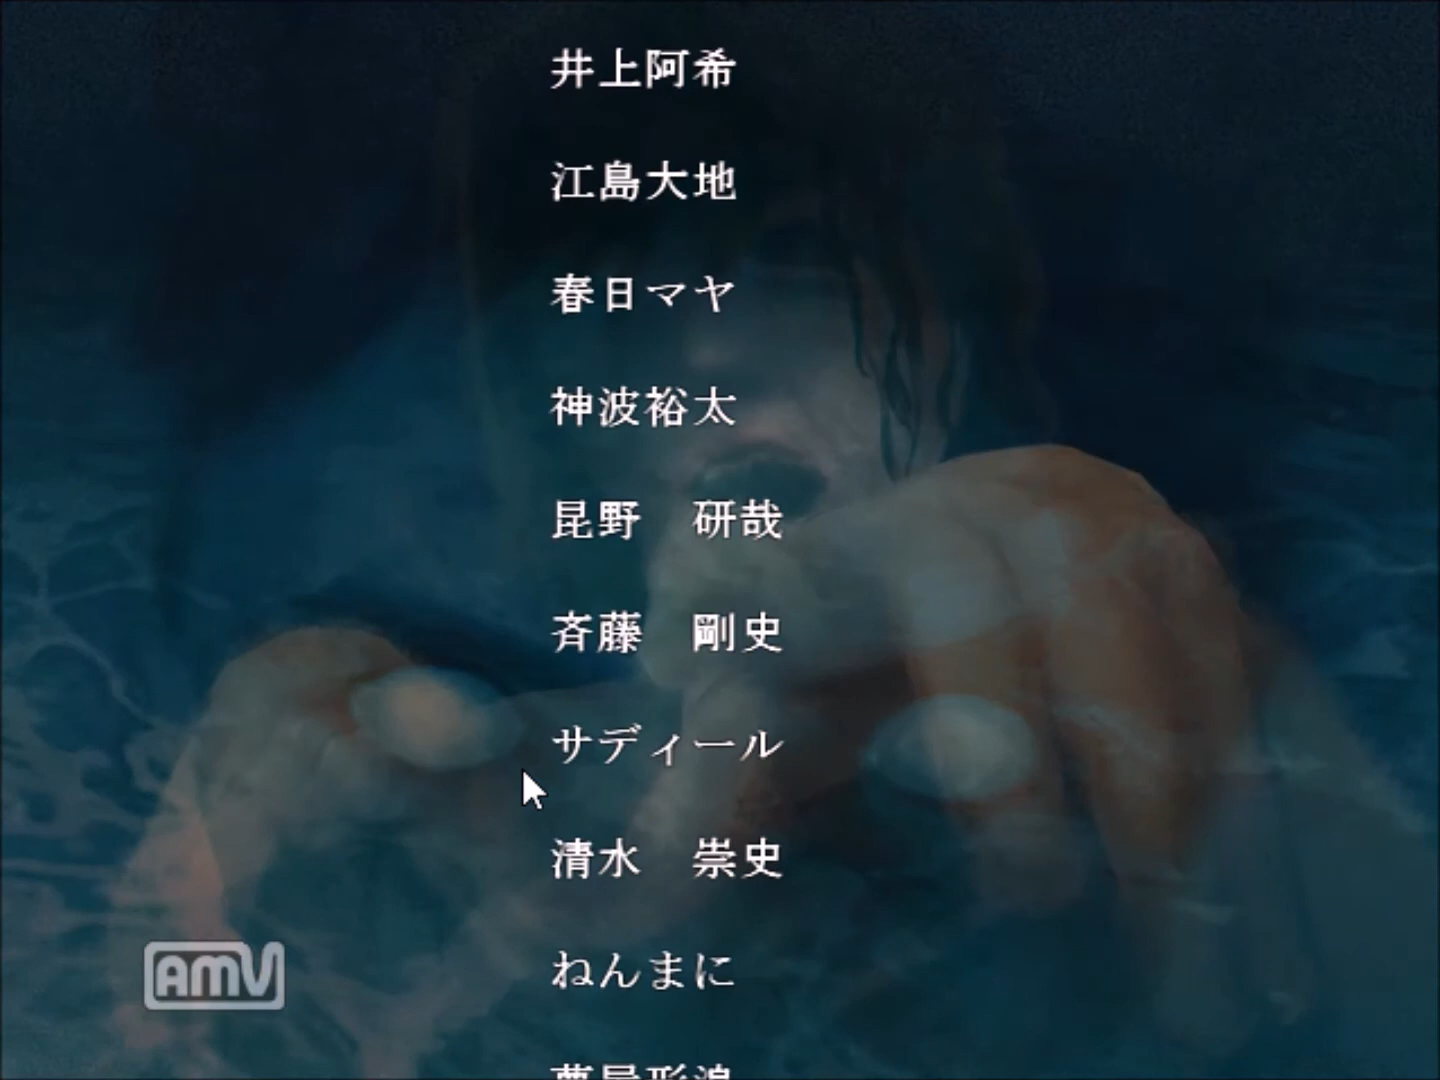 井上阿希
江島大地
春日マヤ
神波裕太
昆野　研哉
斉藤　剛史
サディール
清水　崇史
ねんまに
AMV